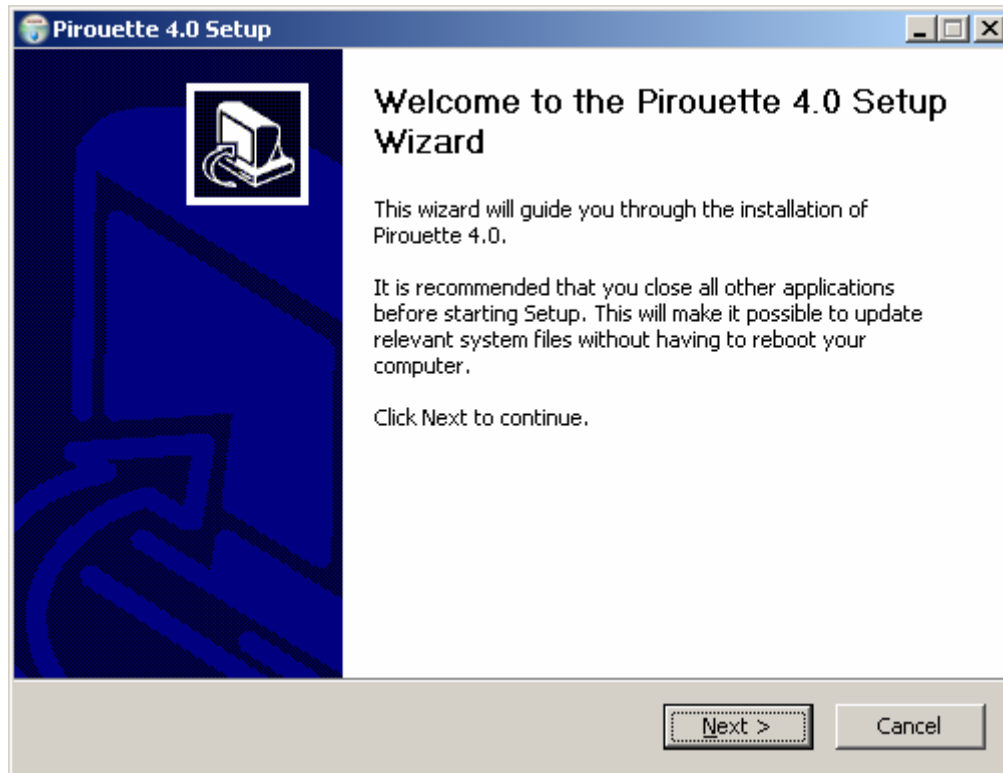 Pirouette 4.0 Setup
Welcome to the Pirouette 4.0 Setup
Wizard
This wizard will guide you through the installation of
Pirouette 4.0.
It is recommended that you close all other applications
before starting Setup. This will make it possible to update
relevant system files without having to reboot your
computer.
Click Next to continue.
Next >
Cancel